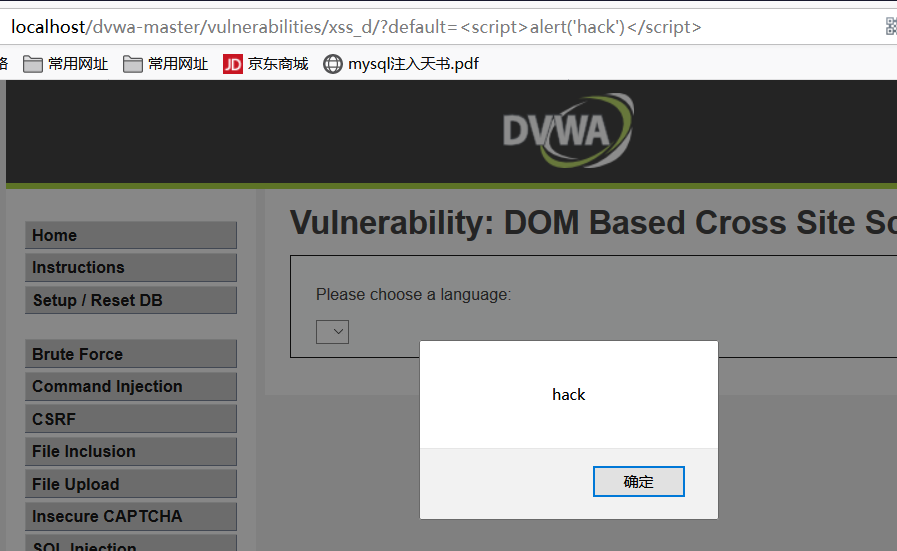 localhost/dvwa-master/vulnerabilities/xss_d/?default=<script>alert('hack')</script>
常用网址 常用网址 JD 京东商城 mysql注入天书.pdf
DVWA
Home
Instructions
Setup / Reset DB
Brute Force
Command Injection
CSRF
File Inclusion
File Upload
Insecure CAPTCHA
SQL Injection
Vulnerability: DOM Based Cross Site Sc
Please choose a language:
hack
确定